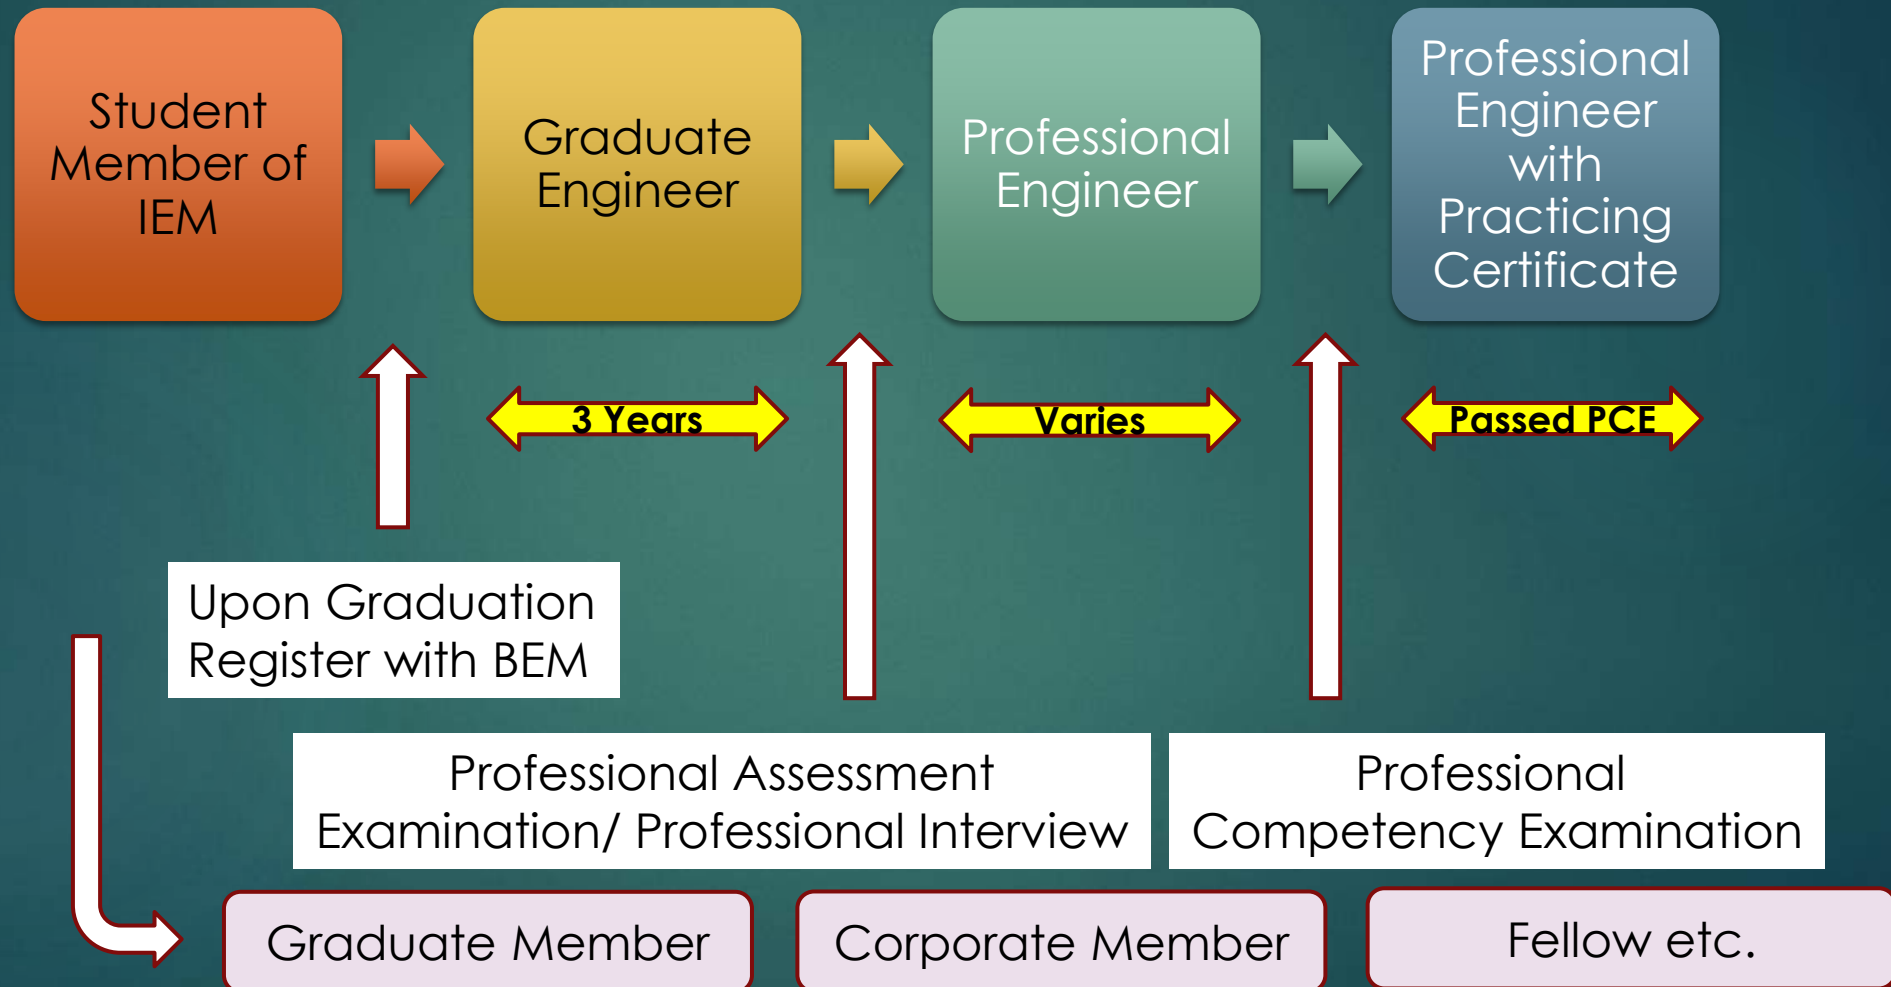 Student
Member of
IEM
Graduate
Engineer
Professional
Engineer
Professional
Engineer
with
Practicing
Certificate
3 Years
Varies
Passed PCE
Upon Graduation
Register with BEM
Professional Assessment
Examination/ Professional Interview
Professional
Competency Examination
Graduate Member
Corporate Member
Fellow etc.